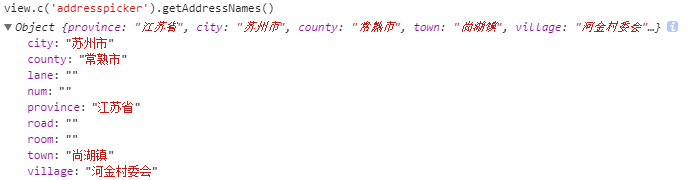 view.c('addresspicker').getAddressNames()
▼Object {province: "江苏省", city: "苏州市", county: "常熟市", town: "尚湖镇", village: "河金村委会"…}
city: "苏州市"
county: "常熟市"
lane: ""
num: ""
province: "江苏省"
road: ""
room: ""
town: "尚湖镇"
village: "河金村委会"